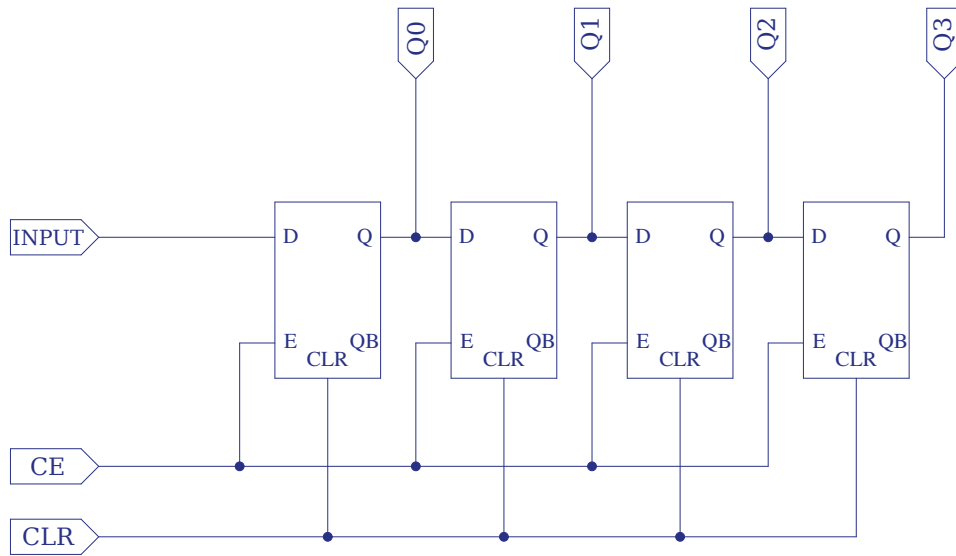 Q0
Q1
Q2
Q3
INPUT
D Q
D Q
D Q
D Q
E QB
CLR
E QB
CLR
E QB
CLR
E QB
CLR
CE
CLR